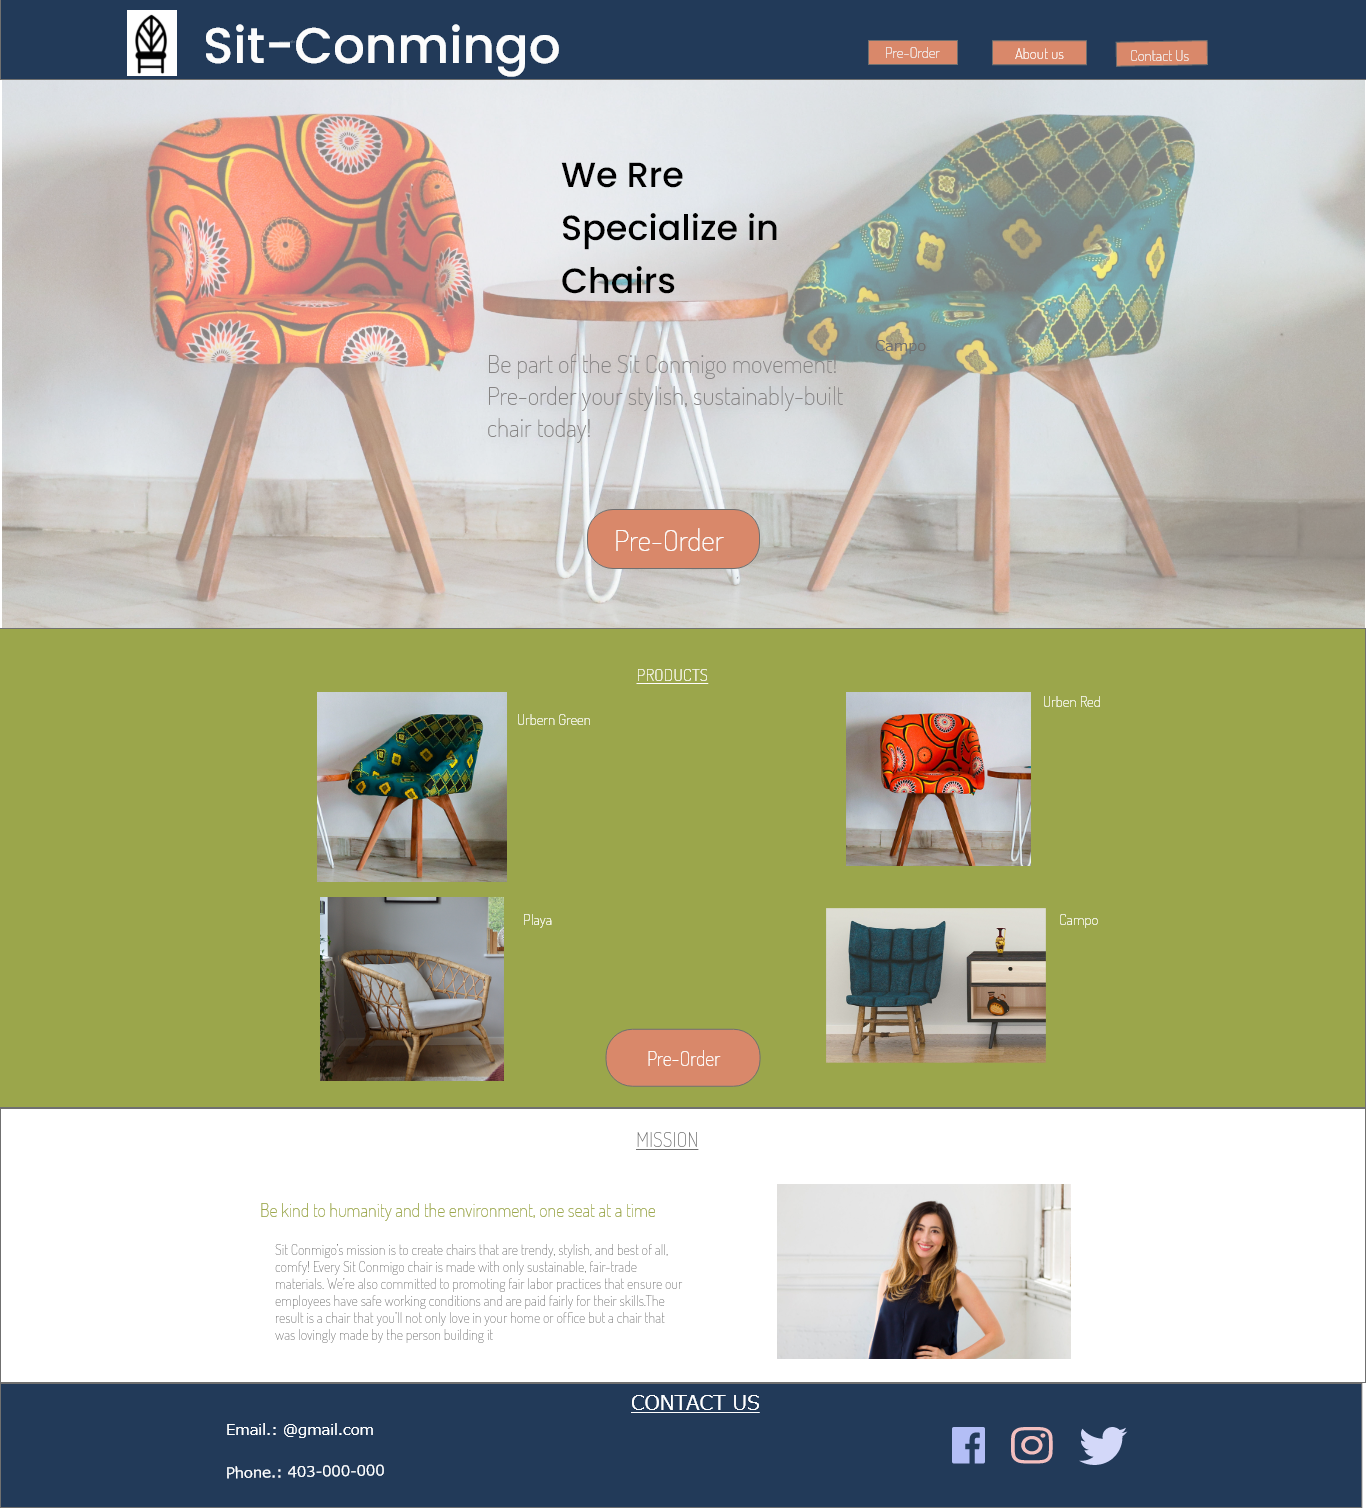 Sit-Conmingo
Pre-Order
About us
Contact Us
We Rre
Specialize in
Chairs
Campo
Be part of the Sit Conmigo movement!
Pre-order your stylish, sustainably-built
chair today!
Pre-Order
PRODUCTS
Urbern Green
Urben Red
Playa
Campo
Pre-Order
MISSION
Be kind to humanity and the environment, one seat at a time
Sit Conmigo's mission is to create chairs that are trendy, stylish, and best of all,
comfy! Every Sit Conmigo chair is made with only sustainable, fair-trade
materials. We're also committed to promoting fair labor practices that ensure our
employees have safe working conditions and are paid fairly for their skills.The
result is a chair that you'll not only love in your home or office but a chair that
was lovingly made by the person building it
CONTACT US
Email.: @gmail.com
Phone.: 403-000-000